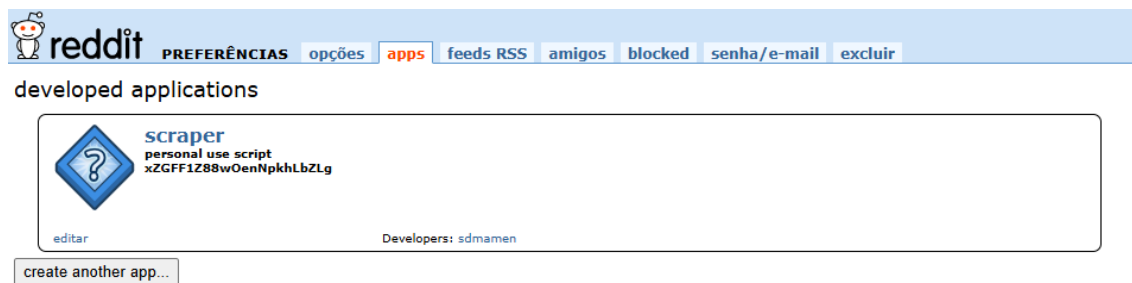 reddit PREFERÊNCIAS opções apps feeds RSS amigos blocked senha/e-mail excluir
developed applications
?
scraper
personal use script
xZGFF1Z88wOenNpkhLbZLg
editar Developers: sdmamen
create another app...